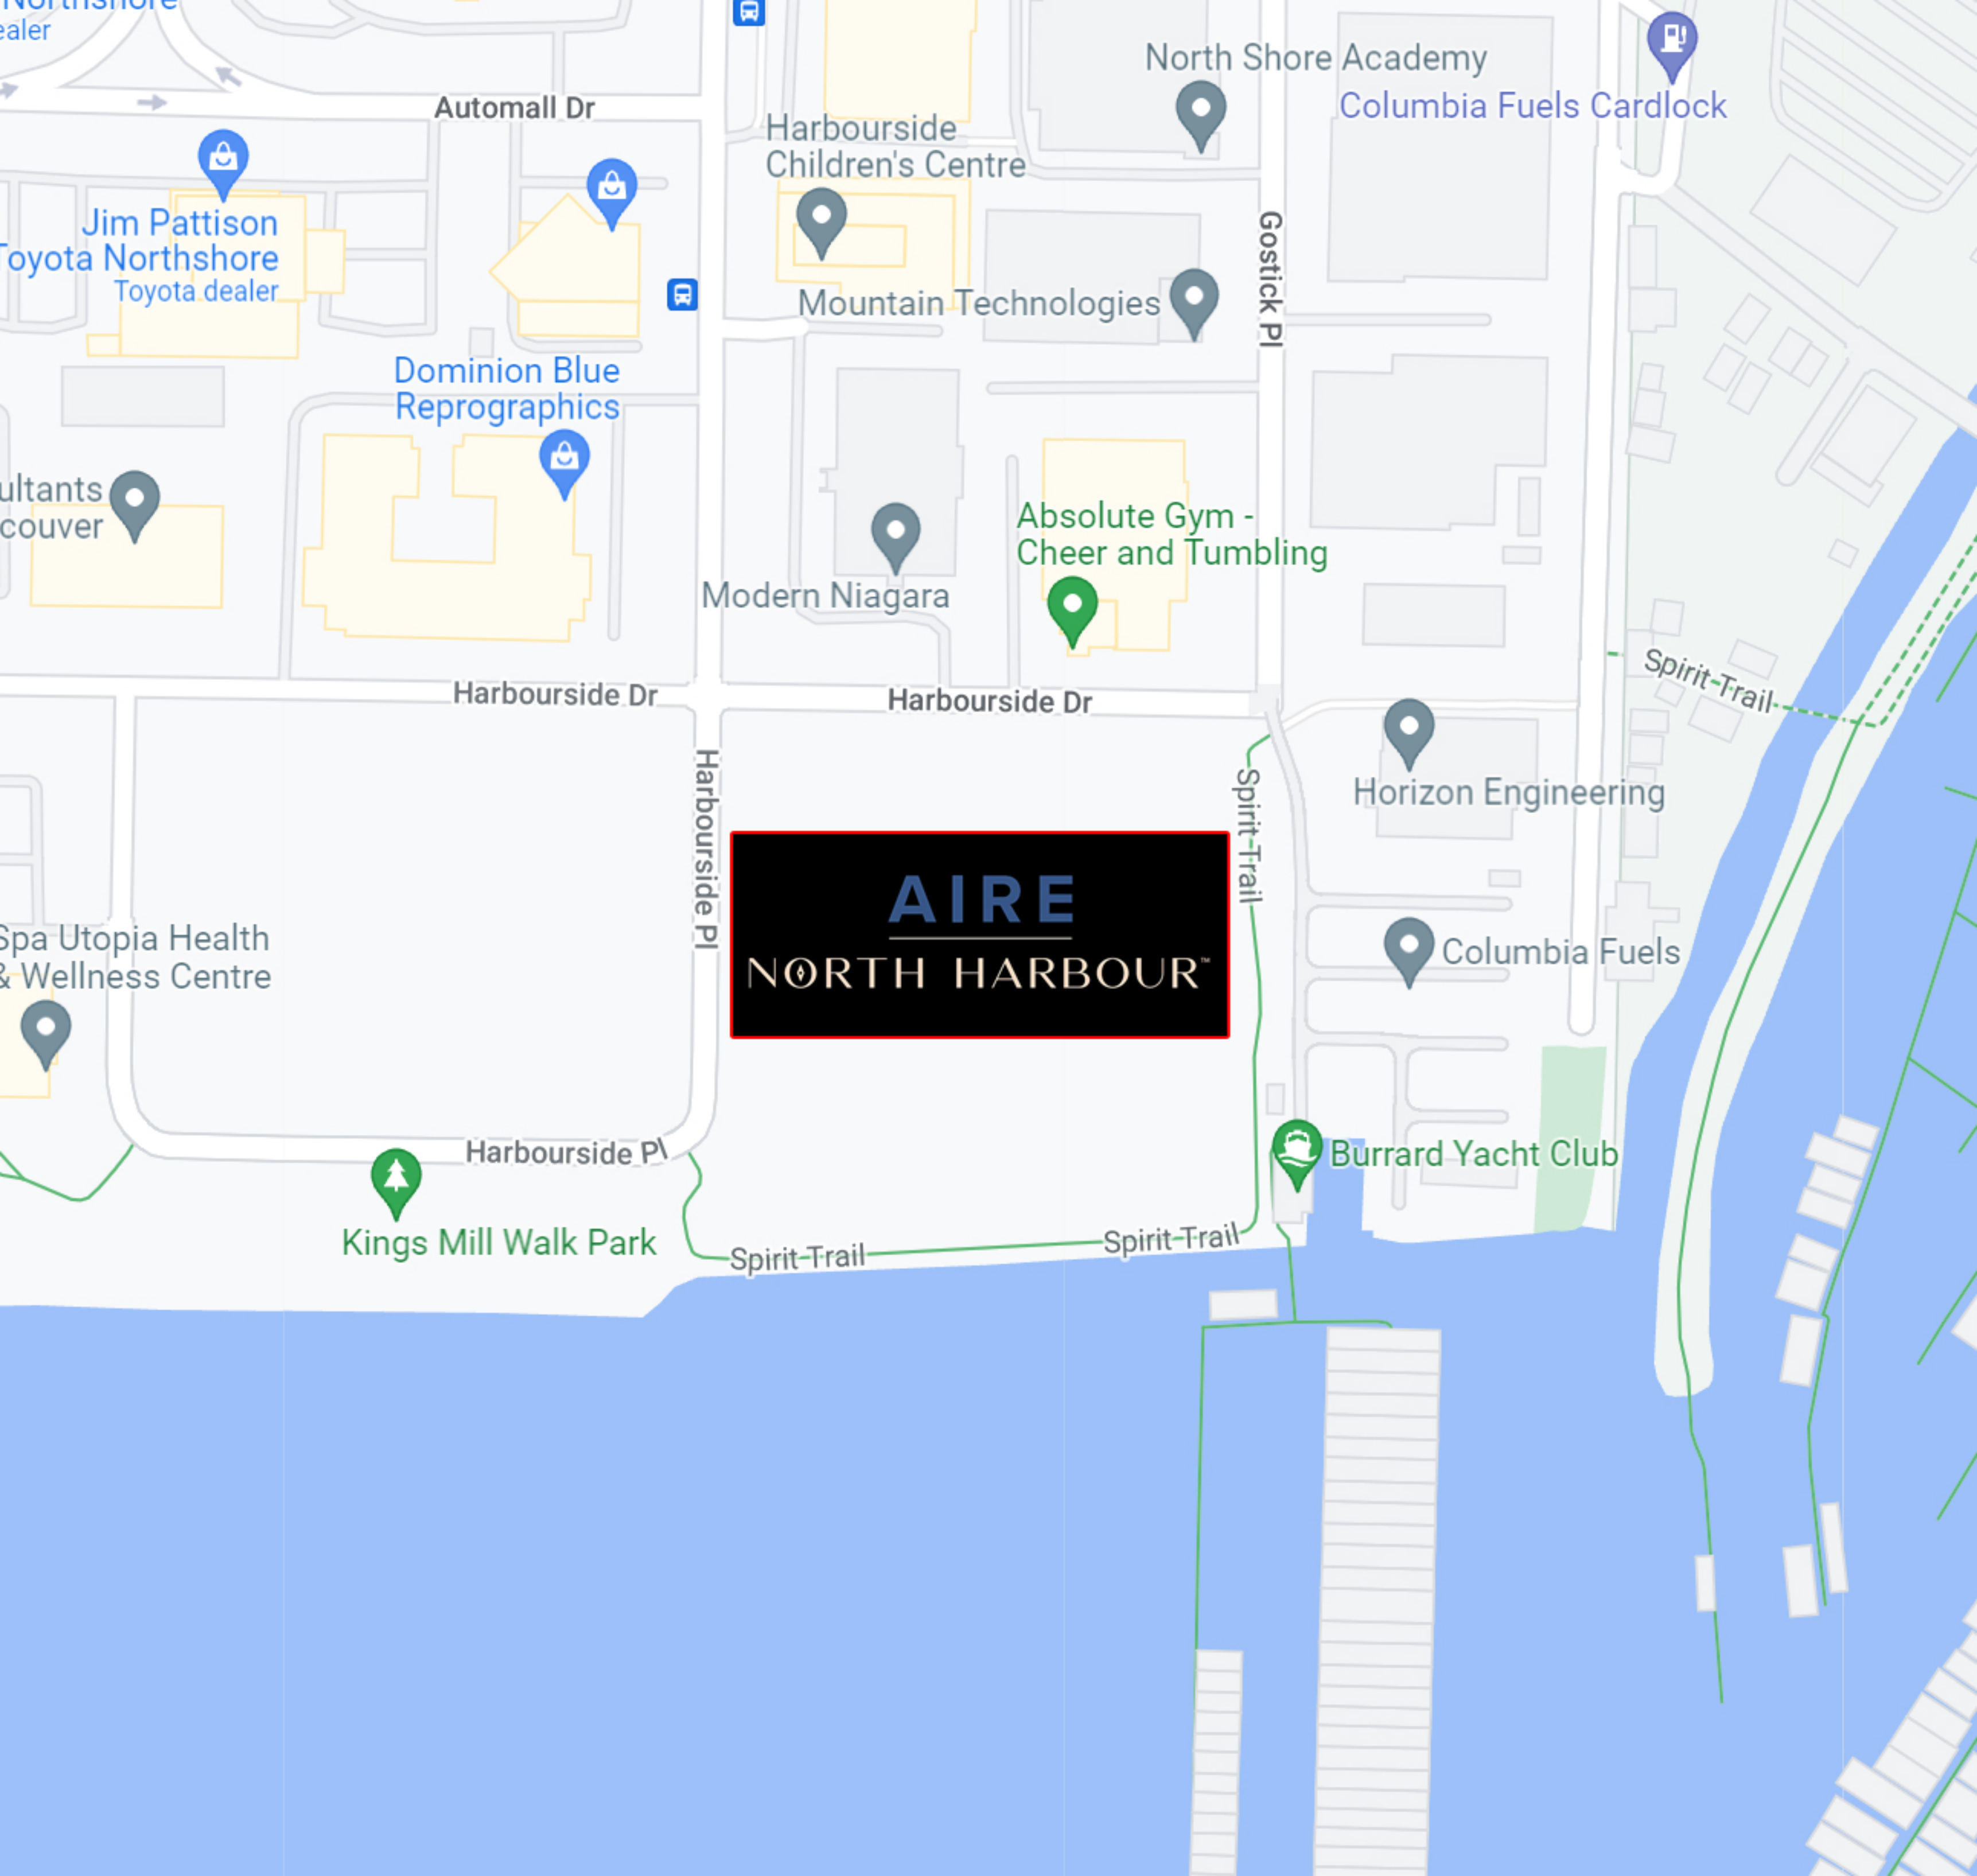 Northshore
ealer
North Shore Academy
Columbia Fuels Cardlock
Automall Dr
Harbourside
Children's Centre
Jim Pattison
Toyota Northshore
Toyota dealer
Gostick Pl
Mountain Technologies
Dominion Blue
Reprographics
ultants
couver
Absolute Gym -
Cheer and Tumbling
Modern Niagara
Spirit Trail
Harbourside Dr
Harbourside Dr
Harbourside Pl
Spirit Trail
Horizon Engineering
AIRE
NORTH HARBOUR™
Spa Utopia Health
& Wellness Centre
Columbia Fuels
Harbourside Pl
Burrard Yacht Club
Kings Mill Walk Park
Spirit Trail
Spirit Trail